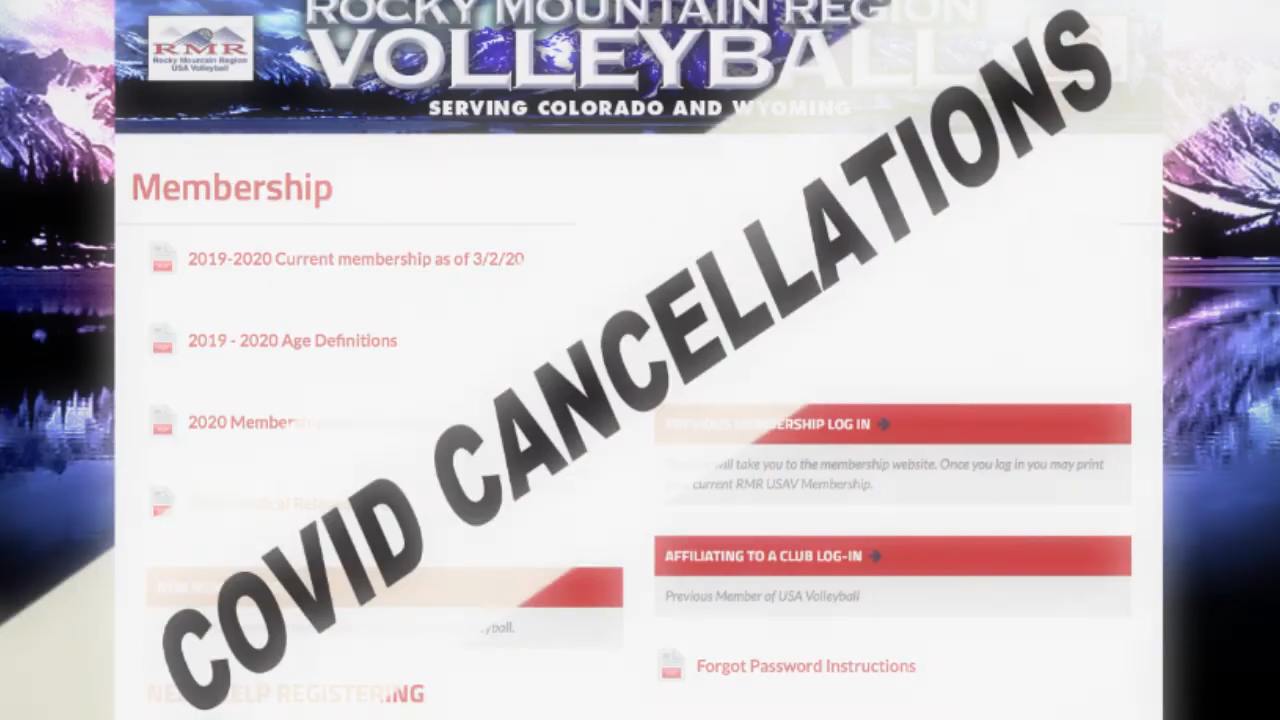 ROCKY MOUNTAIN REGION
VOLLEYBALL
SERVING COLORADO AND WYOMING
RMR
Rocky Mountain Region
USA Volleyball
COVID CANCELLATIONS
Membership
2019-2020 Current membership as of 3/2/20
2019 - 2020 Age Definitions
2020
LOG IN
will take you to the membership website. Once you log in you may print
current RMR USAV Membership.
AFFILIATING TO A CLUB LOG-IN
Previous Member of USA Volleyball
Forgot Password Instructions
REGISTERING